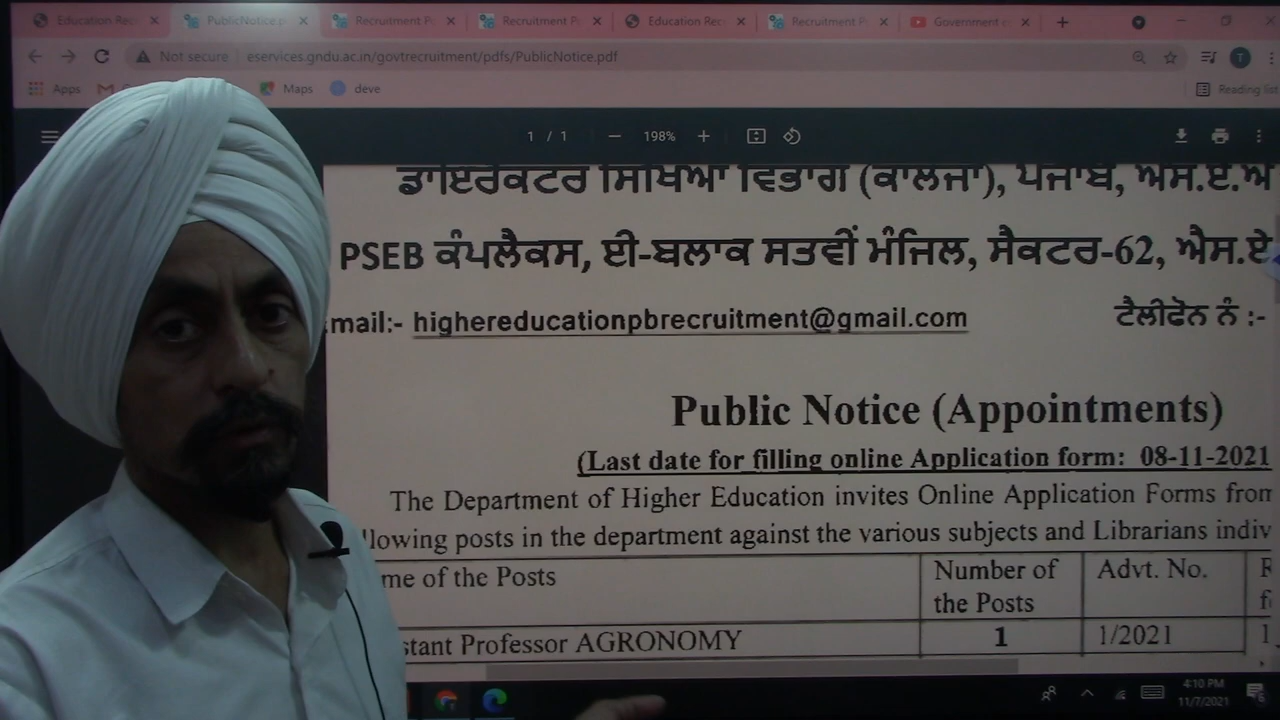 Education Rec
PublicNotice.p
Recruitment P
Recruitment P
Education Rec
Recruitment P
Government e
Not secure eservices.gndu.ac.in/govtrecruitment/pdfs/PublicNotice.pdf
Apps Maps deve Reading list
1 / 1 198%
ਡਾਇਰੈਕਟਰ ਸਿੱਖਿਆ ਵਿਭਾਗ (ਕਾਲਜਾਂ), ਪੰਜਾਬ, ਐਸ.ਏ.ਐ
PSEB ਕੰਪਲੈਕਸ, ਈ-ਬਲਾਕ ਸਤਵੀਂ ਮੰਜਿਲ, ਸੈਕਟਰ-62, ਐਸ.ਏ
mail:- highereducationpbrecruitment@gmail.com ਟੈਲੀਫੋਨ ਨੰ :-
Public Notice (Appointments)
(Last date for filling online Application form: 08-11-2021
The Department of Higher Education invites Online Application Forms from
llowing posts in the department against the various subjects and Librarians indiv
me of the Posts Number of the Posts Advt. No.
stant Professor AGRONOMY 1 1/2021
4:10 PM
11/7/2021